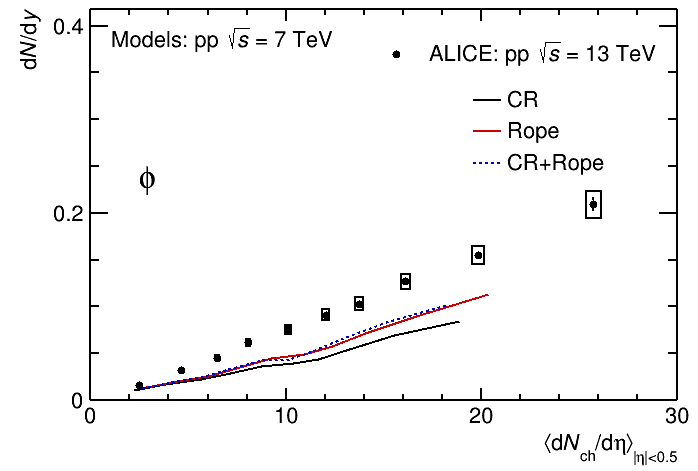 dN/dy
0.4
Models: pp √s = 7 TeV
ALICE: pp √s = 13 TeV
CR
Rope
CR+Rope
ϕ
0.2
0
0 10 20 30
⟨dN_ch/dη⟩_|η|<0.5